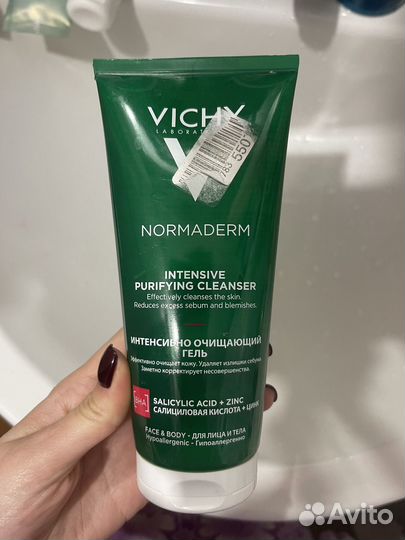 VICHY
LABORATOIRES
783 550
NORMADERM
INTENSIVE
PURIFYING CLEANSER
Effectively cleanses the skin.
Reduces excess sebum and blemishes.
ИНТЕНСИВНО ОЧИЩАЮЩИЙ
ГЕЛЬ
Эффективно очищает кожу. Удаляет излишки себума.
Заметно корректирует несовершенства.
[BHA] SALICYLIC ACID + ZINC
САЛИЦИЛОВАЯ КИСЛОТА + ЦИНК
FACE & BODY - ДЛЯ ЛИЦА И ТЕЛА
Hypoallergenic - Гипоаллергенно
Avito